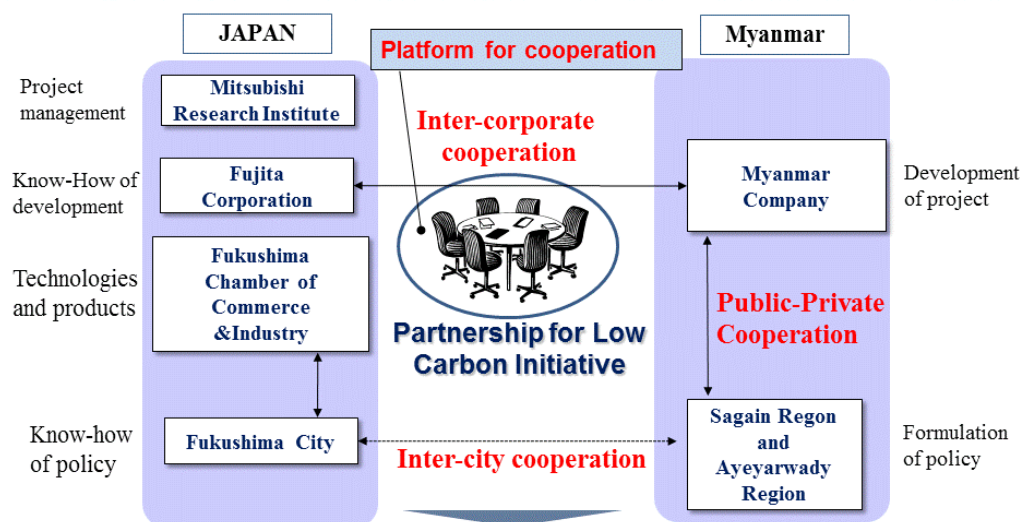 JAPAN
Platform for cooperation
Myanmar
Project
management
Mitsubishi
Research Institute
Inter-corporate
cooperation
Know-How of
development
Fujita
Corporation
Myanmar
Company
Development
of project
Technologies
and products
Fukushima
Chamber of
Commerce
&Industry
Partnership for Low
Carbon Initiative
Public-Private
Cooperation
Know-how
of policy
Fukushima City
Inter-city cooperation
Sagain Regon
and
Ayeyarwady
Region
Formulation
of policy